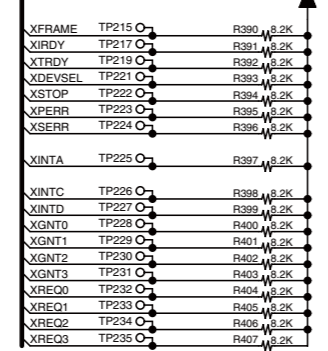 XFRAME TP215 R390 8.2K
XIRDY TP217 R391 8.2K
XTRDY TP219 R392 8.2K
XDEVSEL TP221 R393 8.2K
XSTOP TP222 R394 8.2K
XPERR TP223 R395 8.2K
XSERR TP224 R396 8.2K
XINTA TP225 R397 8.2K
XINTC TP226 R398 8.2K
XINTD TP227 R399 8.2K
XGNT0 TP228 R400 8.2K
XGNT1 TP229 R401 8.2K
XGNT2 TP230 R402 8.2K
XGNT3 TP231 R403 8.2K
XREQ0 TP232 R404 8.2K
XREQ1 TP233 R405 8.2K
XREQ2 TP234 R406 8.2K
XREQ3 TP235 R407 8.2K